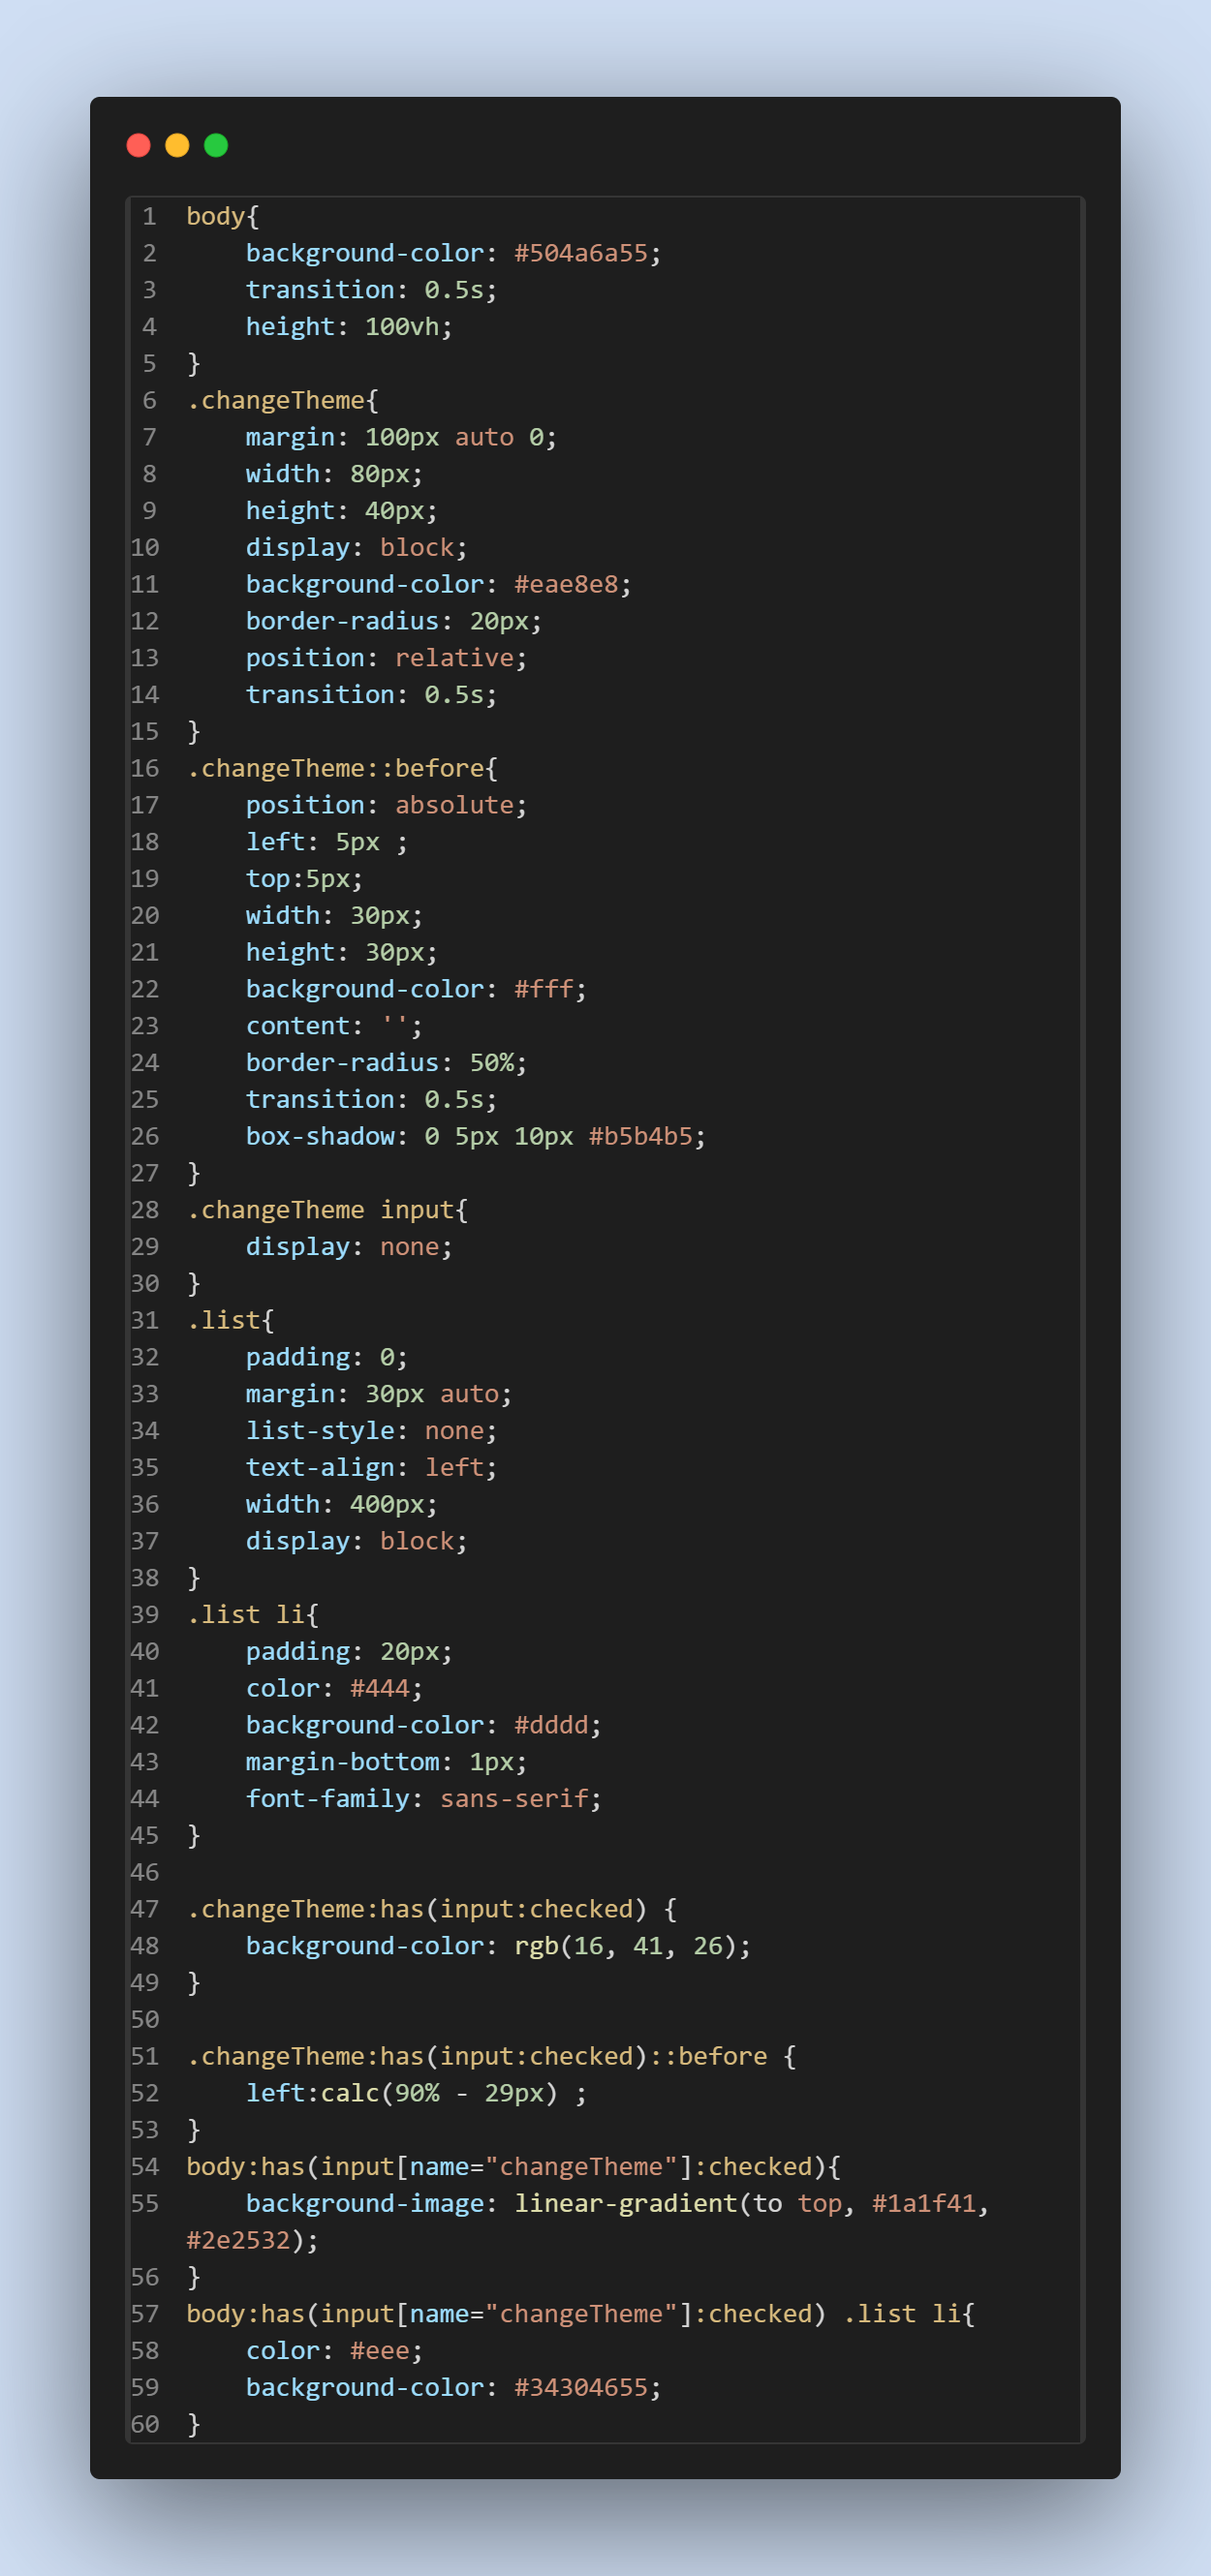 1 body{
2     background-color: #504a6a55;
3     transition: 0.5s;
4     height: 100vh;
5 }
6 .changeTheme{
7     margin: 100px auto 0;
8     width: 80px;
9     height: 40px;
10     display: block;
11     background-color: #eae8e8;
12     border-radius: 20px;
13     position: relative;
14     transition: 0.5s;
15 }
16 .changeTheme::before{
17     position: absolute;
18     left: 5px ;
19     top:5px;
20     width: 30px;
21     height: 30px;
22     background-color: #fff;
23     content: '';
24     border-radius: 50%;
25     transition: 0.5s;
26     box-shadow: 0 5px 10px #b5b4b5;
27 }
28 .changeTheme input{
29     display: none;
30 }
31 .list{
32     padding: 0;
33     margin: 30px auto;
34     list-style: none;
35     text-align: left;
36     width: 400px;
37     display: block;
38 }
39 .list li{
40     padding: 20px;
41     color: #444;
42     background-color: #dddd;
43     margin-bottom: 1px;
44     font-family: sans-serif;
45 }
46
47 .changeTheme:has(input:checked) {
48     background-color: rgb(16, 41, 26);
49 }
50
51 .changeTheme:has(input:checked)::before {
52     left:calc(90% - 29px) ;
53 }
54 body:has(input[name="changeTheme"]:checked){
55     background-image: linear-gradient(to top, #1a1f41,
#2e2532);
56 }
57 body:has(input[name="changeTheme"]:checked) .list li{
58     color: #eee;
59     background-color: #34304655;
60 }